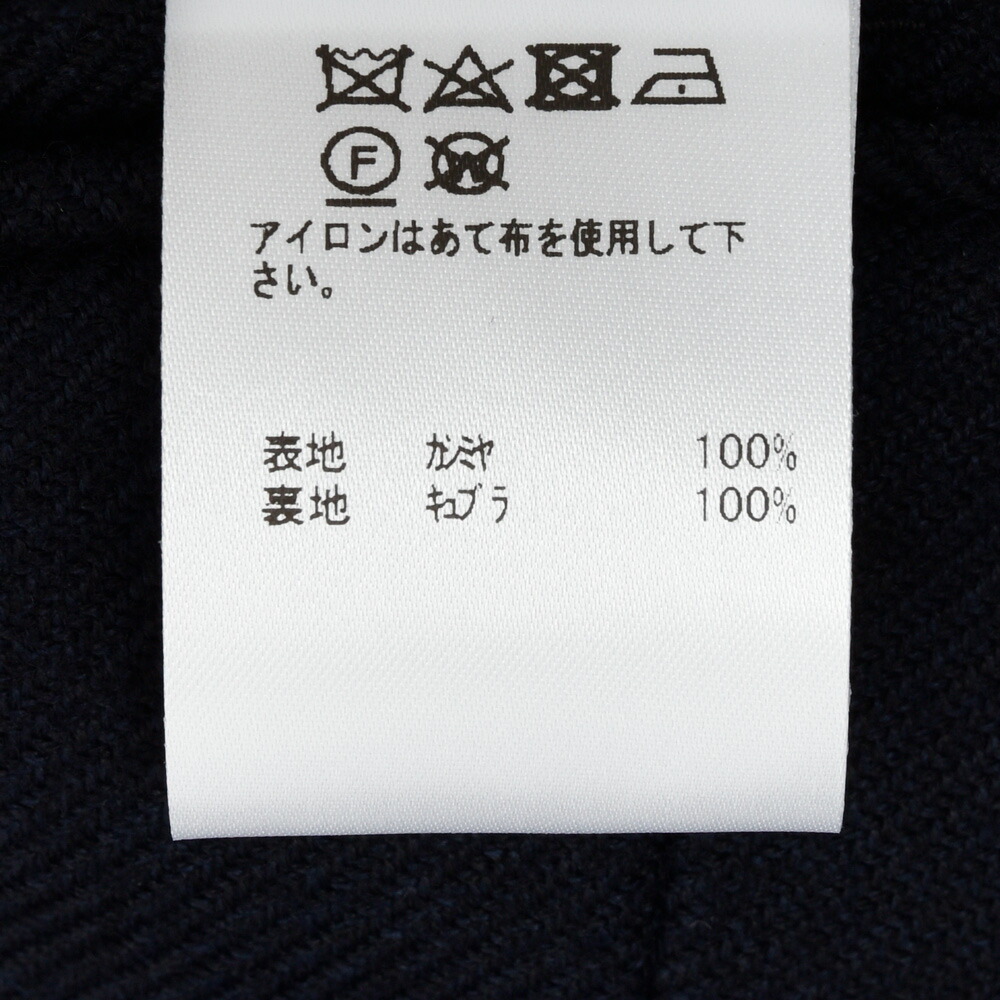 F
W
アイロンはあて布を使用して下
さい。
表地 カシミヤ 100%
裏地 キュプラ 100%